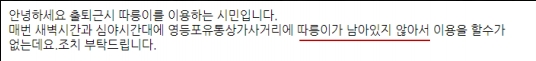 안녕하세요 출퇴근시 따릉이를 이용하는 시민입니다.
매번 새벽시간과 심야시간대에 영등포유통상가사거리에 따릉이가 남아있지 않아서 이용을 할수가
없는데요.조치 부탁드립니다.